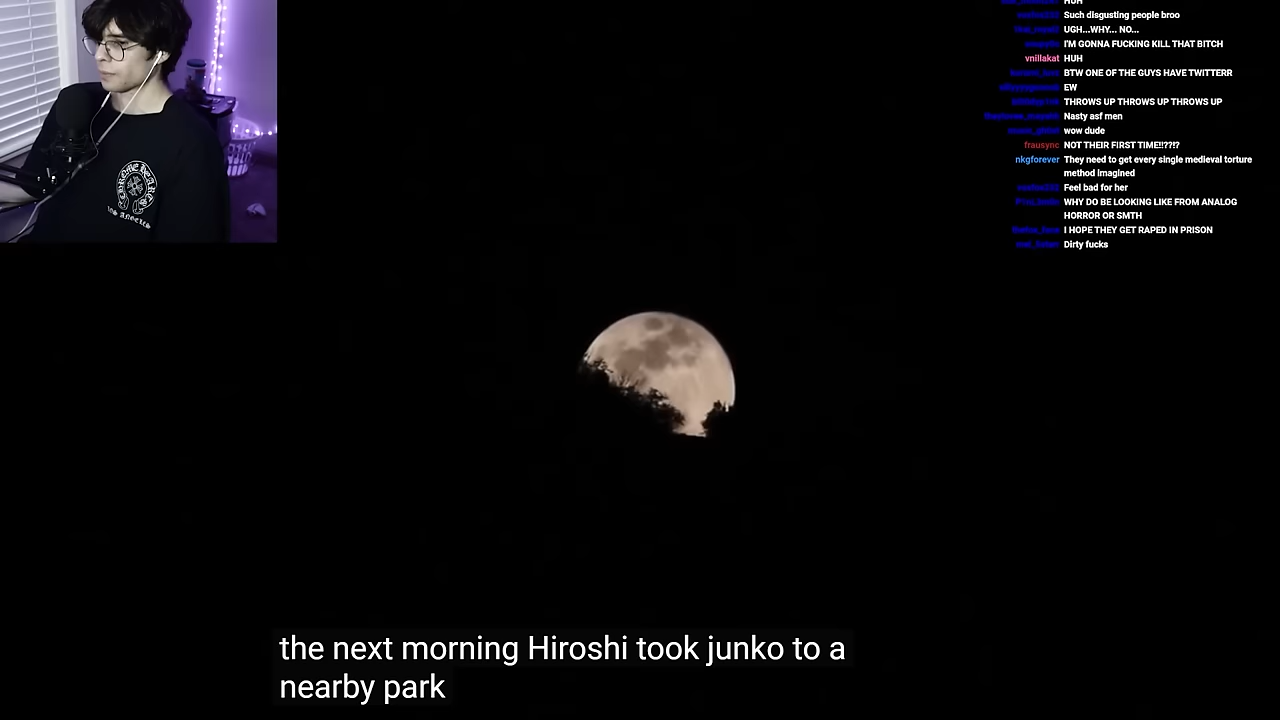 HUH
Such disgusting people broo
UGH...WHY... NO...
I'M GONNA FUCKING KILL THAT BITCH
vnillakat HUH
BTW ONE OF THE GUYS HAVE TWITTERR
EW
THROWS UP THROWS UP THROWS UP
Nasty asf men
wow dude
frausync NOT THEIR FIRST TIME!!??!?
nkgforever They need to get every single medieval torture
method imagined
Feel bad for her
WHY DO BE LOOKING LIKE FROM ANALOG
HORROR OR SMTH
I HOPE THEY GET RAPED IN PRISON
Dirty fucks
CHROME HEARTS
LOS ANGELES
the next morning Hiroshi took junko to a
nearby park